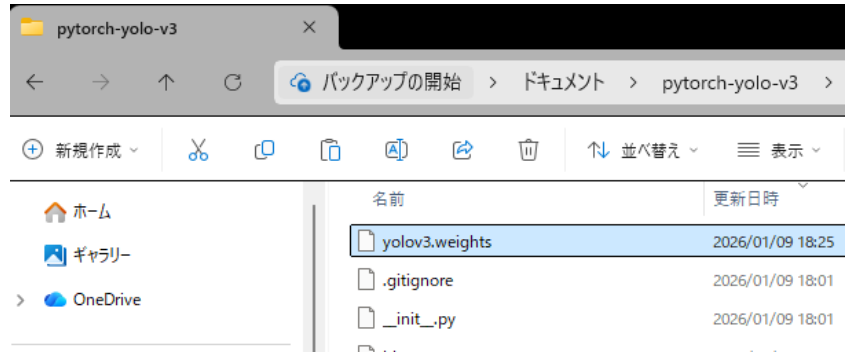 pytorch-yolo-v3
バックアップの開始 > ドキュメント > pytorch-yolo-v3 >
新規作成 並べ替え 表示
名前 更新日時
ホーム
yolov3.weights 2026/01/09 18:25
ギャラリー
.gitignore 2026/01/09 18:01
OneDrive
__init__.py 2026/01/09 18:01